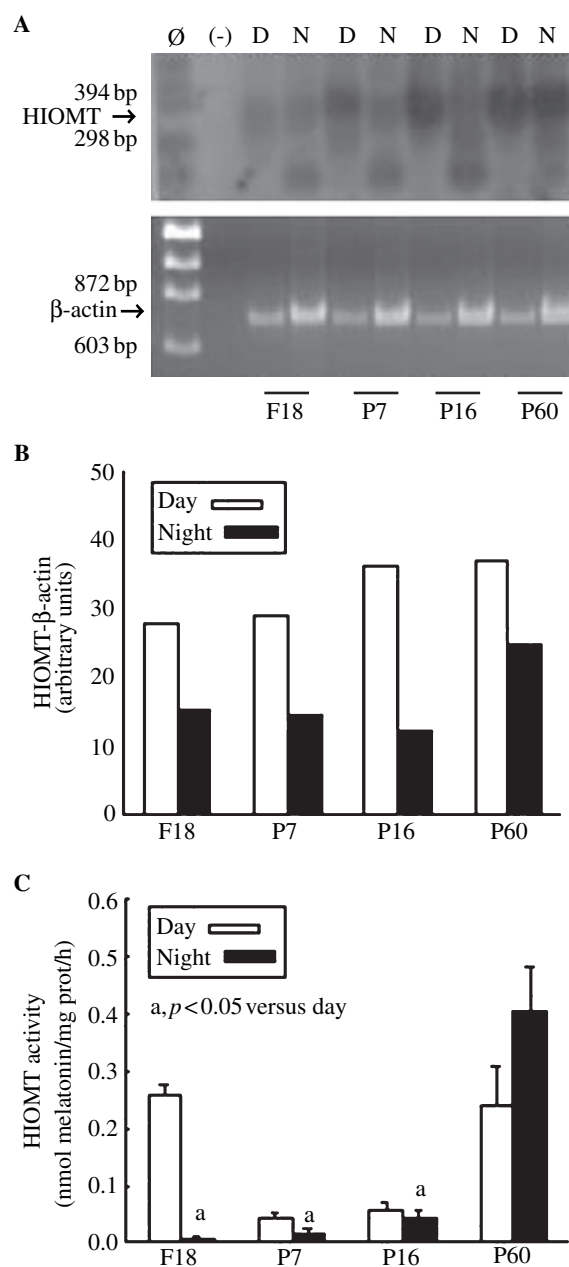 A
Ø (-) D N D N D N D N
394 bp
HIOMT →
298 bp
872 bp
β-actin →
603 bp
F18 P7 P16 P60
B
50
40
30
20
10
0
HIOMT-β-actin
(arbitrary units)
Day
Night
F18 P7 P16 P60
C
0.6
0.5
0.4
0.3
0.2
0.1
0.0
HIOMT activity
(nmol melatonin/mg prot/h)
Day
Night
a, p < 0.05 versus day
a a a
F18 P7 P16 P60